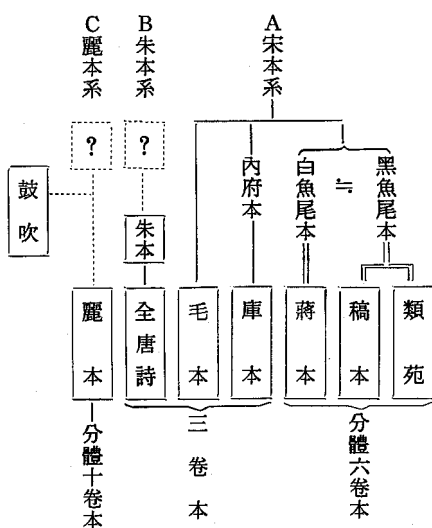 A宋本系
黑魚尾本
≒
白魚尾本
內府本
類苑
稿本
蔣本
庫本
毛本
分體六卷本
三卷本
B朱本系
?
朱本
全唐詩
C麗本系
?
鼓吹
麗本
分體十卷本